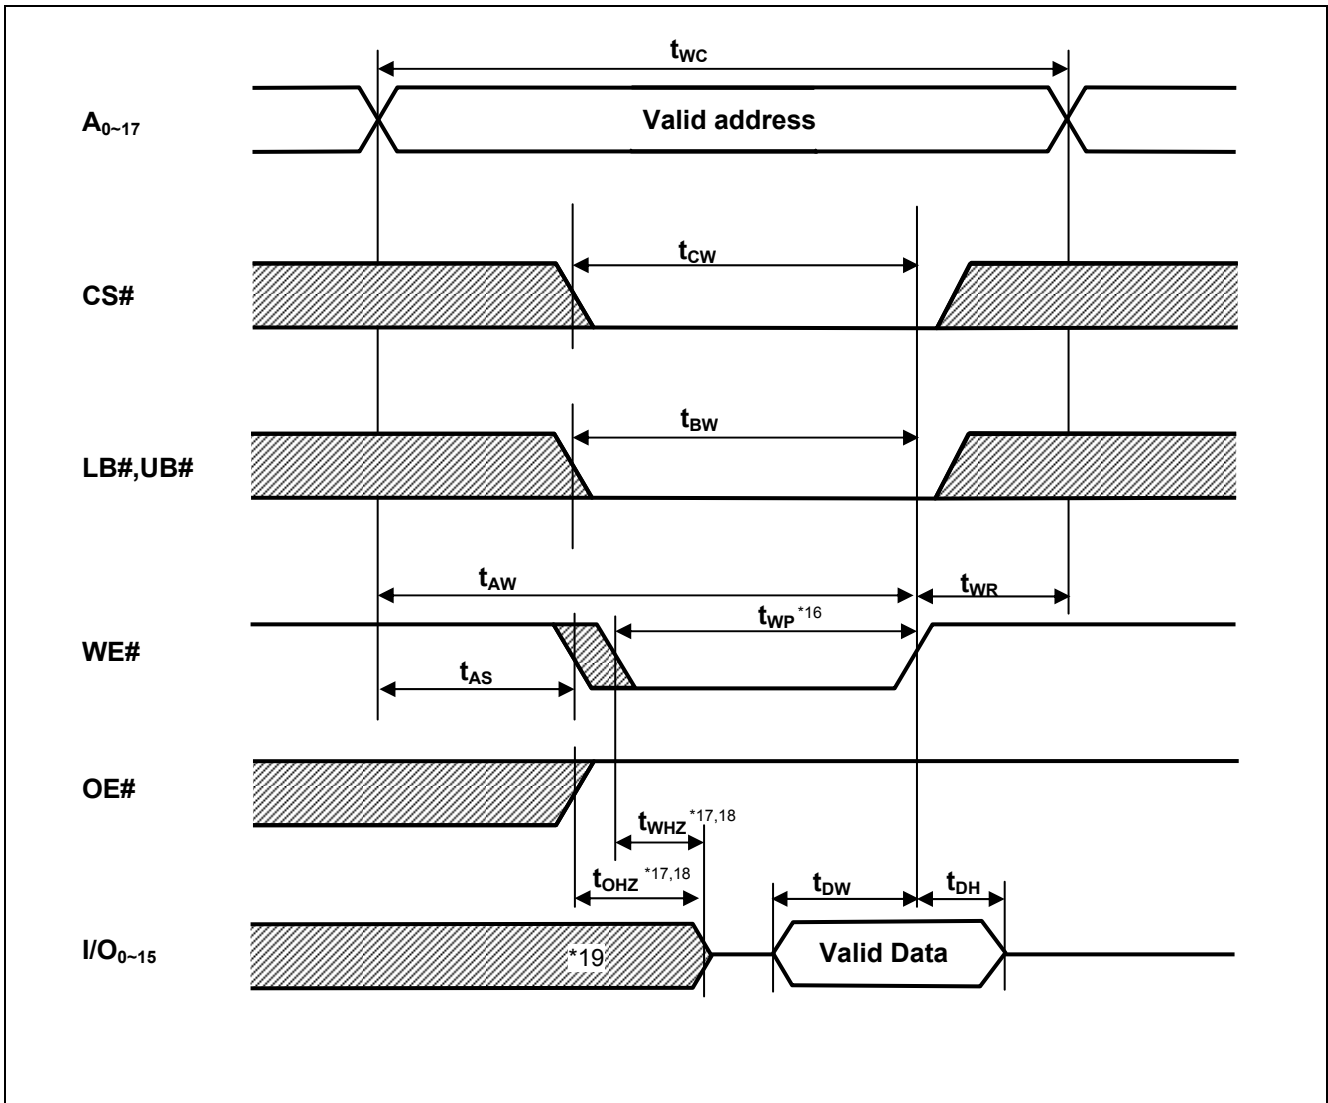 tWC
A0~17
Valid address
tCW
CS#
tBW
LB#,UB#
tAW
tWR
tWP *16
WE#
tAS
OE#
tWHZ *17,18
tOHZ *17,18
tDW
tDH
I/O0~15
*19
Valid Data